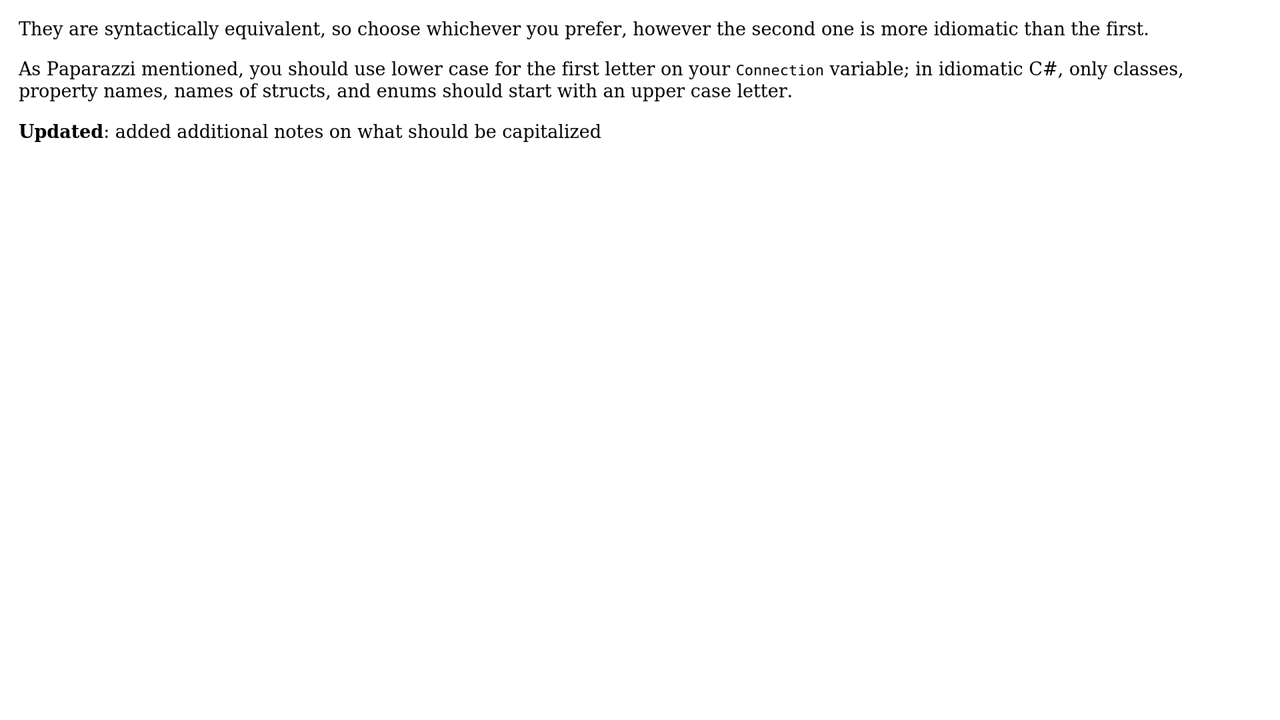 They are syntactically equivalent, so choose whichever you prefer, however the second one is more idiomatic than the first.
As Paparazzi mentioned, you should use lower case for the first letter on your Connection variable; in idiomatic C#, only classes,
property names, names of structs, and enums should start with an upper case letter.
Updated: added additional notes on what should be capitalized